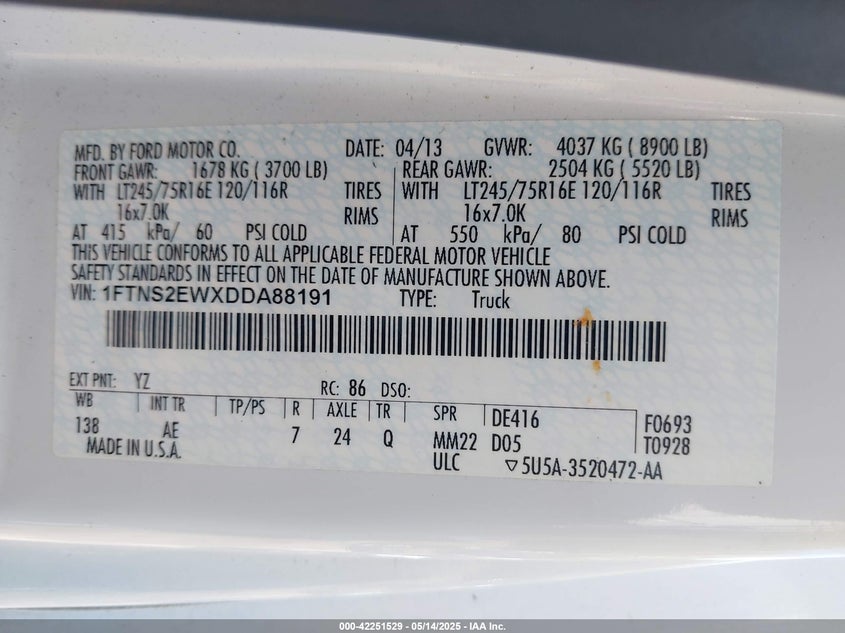 MFD. BY FORD MOTOR CO. DATE: 04/13 GVWR: 4037 KG ( 8900 LB)
FRONT GAWR: 1678 KG ( 3700 LB) REAR GAWR: 2504 KG ( 5520 LB)
WITH LT245/75R16E 120/116R TIRES WITH LT245/75R16E 120/116R TIRES
16x7.0K RIMS 16x7.0K RIMS
AT 415 kPa/ 60 PSI COLD AT 550 kPa/ 80 PSI COLD
THIS VEHICLE CONFORMS TO ALL APPLICABLE FEDERAL MOTOR VEHICLE
SAFETY STANDARDS IN EFFECT ON THE DATE OF MANUFACTURE SHOWN ABOVE.
VIN: 1FTNS2EWXDDA88191 TYPE: Truck
EXT PNT: YZ RC: 86 DSO:
WB INT TR TP/PS R AXLE TR SPR DE416 F0693
138 AE 7 24 Q MM22 D05 T0928
MADE IN U.S.A. ULC ▽5U5A-3520472-AA
000-42251529 - 05/14/2025 - IAA Inc.